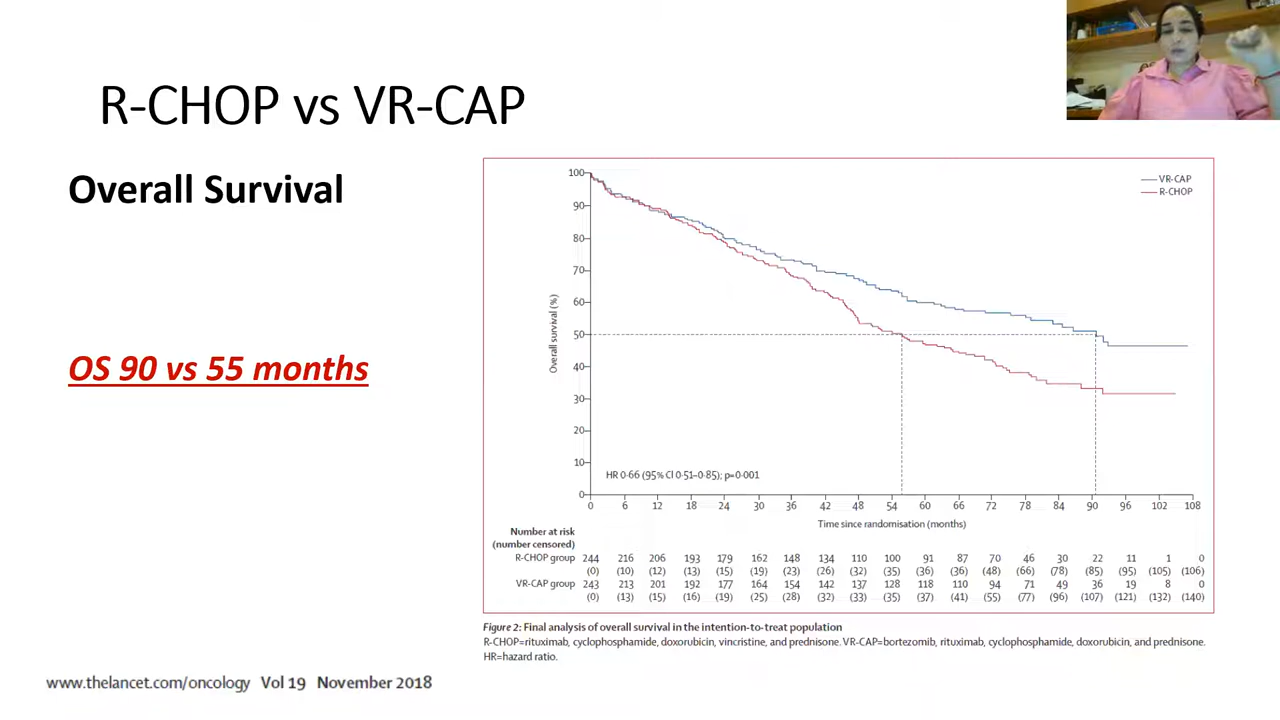 R-CHOP vs VR-CAP
Overall Survival
OS 90 vs 55 months
VR-CAP
R-CHOP
100
90
80
70
60
50
40
30
20
10
0
Overall survival (%)
HR 0·66 (95% CI 0·51–0·85); p=0·001
0 6 12 18 24 30 36 42 48 54 60 66 72 78 84 90 96 102 108
Time since randomisation (months)
Number at risk
(number censored)
R-CHOP group 244 216 206 193 179 162 148 134 110 100 91 87 70 46 30 22 11 1 0
(0) (10) (12) (13) (15) (19) (23) (26) (32) (35) (36) (36) (48) (66) (78) (85) (95) (105) (106)
VR-CAP group 243 213 201 192 177 164 154 142 137 128 118 110 94 71 49 36 19 8 0
(0) (13) (15) (16) (19) (25) (28) (32) (33) (35) (37) (41) (55) (77) (96) (107) (121) (132) (140)
Figure 2: Final analysis of overall survival in the intention-to-treat population
R-CHOP=rituximab, cyclophosphamide, doxorubicin, vincristine, and prednisone. VR-CAP=bortezomib, rituximab, cyclophosphamide, doxorubicin, and prednisone.
HR=hazard ratio.
www.thelancet.com/oncology Vol 19 November 2018